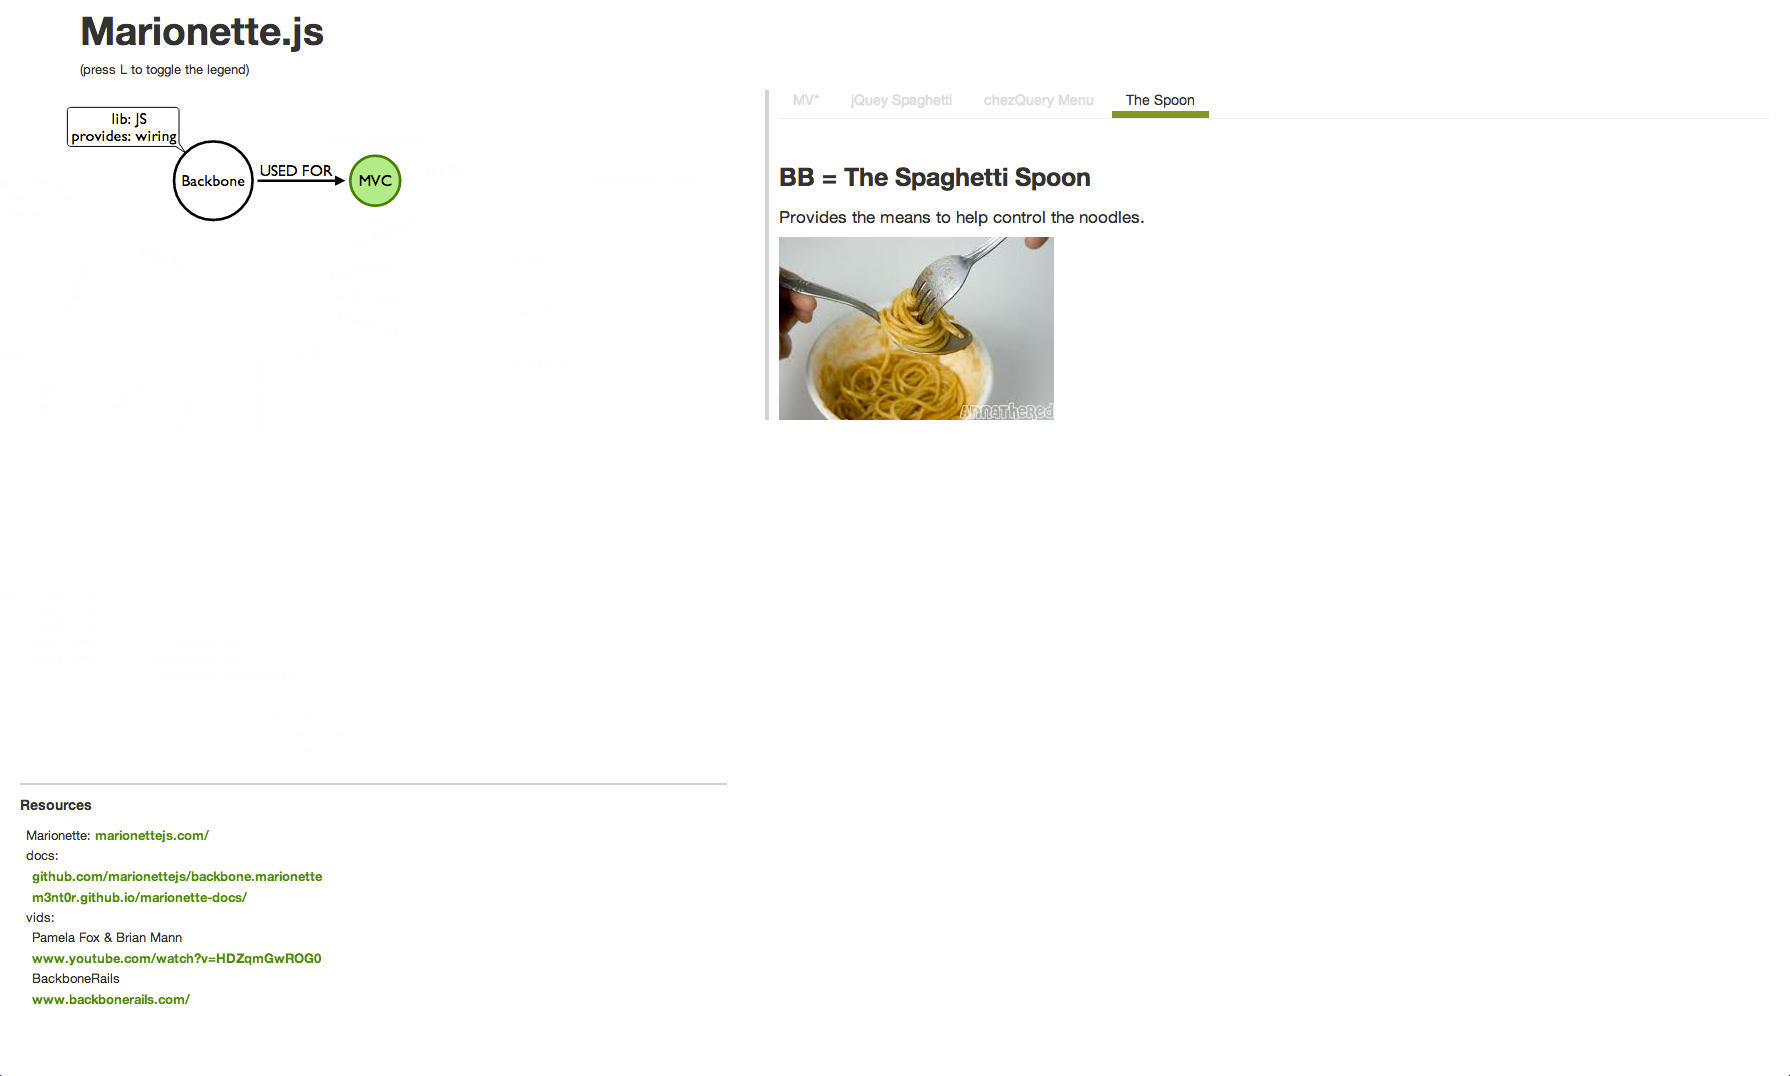 Marionette.js
(press L to toggle the legend)
lib: JS
provides: wiring
Backbone
USED FOR
MVC
MV*
jQuey Spaghetti
chezQuery Menu
The Spoon
BB = The Spaghetti Spoon
Provides the means to help control the noodles.
AnnaTheRed
Resources
Marionette: marionettejs.com/
docs:
github.com/marionettejs/backbone.marionette
m3nt0r.github.io/marionette-docs/
vids:
Pamela Fox & Brian Mann
www.youtube.com/watch?v=HDZqmGwROG0
BackboneRails
www.backbonerails.com/